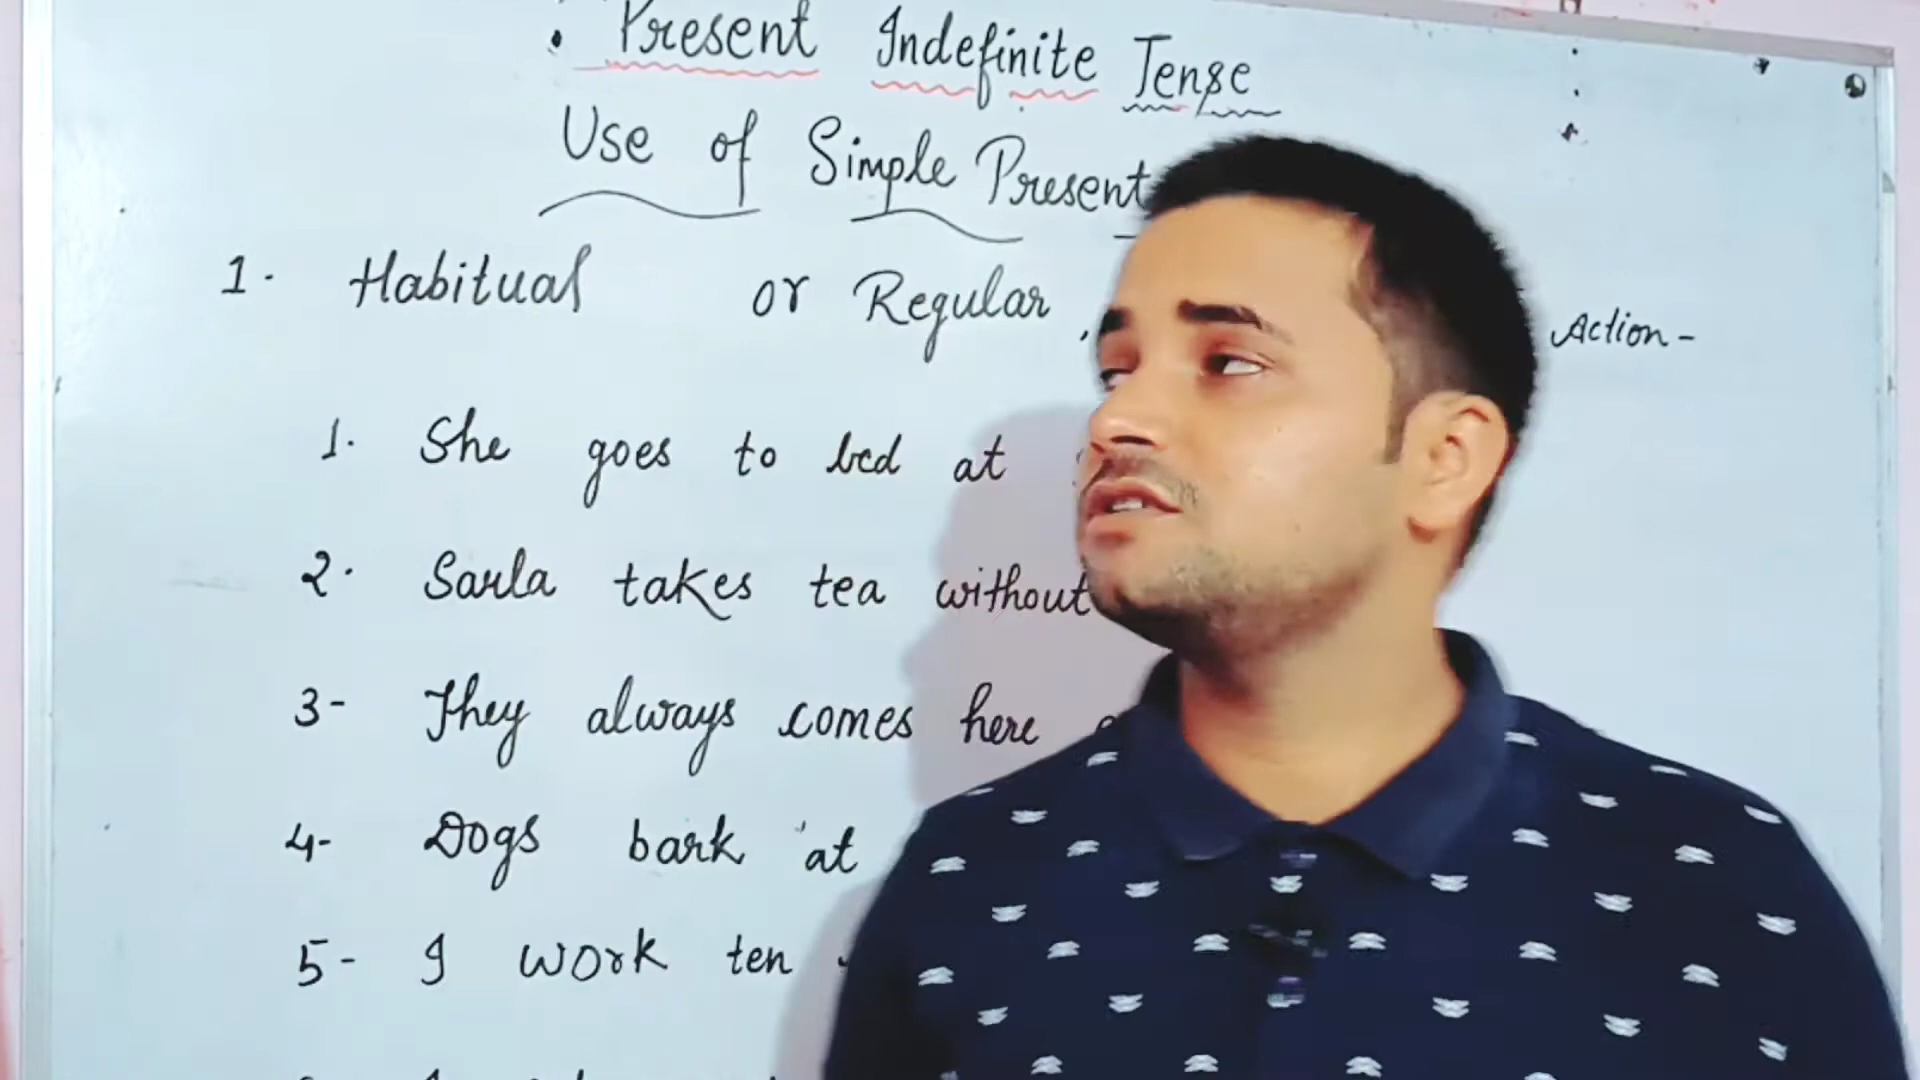 Present Indefinite Tense
Use of Simple Present
1. Habitual or Regular, Action-
1. She goes to bed at
2. Sarla takes tea without
3- They always comes here
4- Dogs bark at
5- I work ten